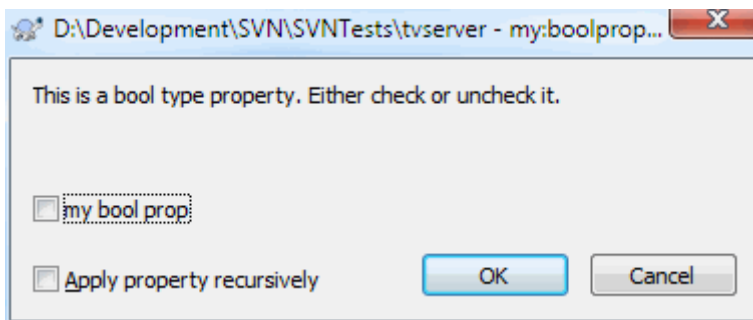 D:\Development\SVN\SVNTests\tvserver - my:boolprop...
This is a bool type property. Either check or uncheck it.
my bool prop
Apply property recursively
OK
Cancel